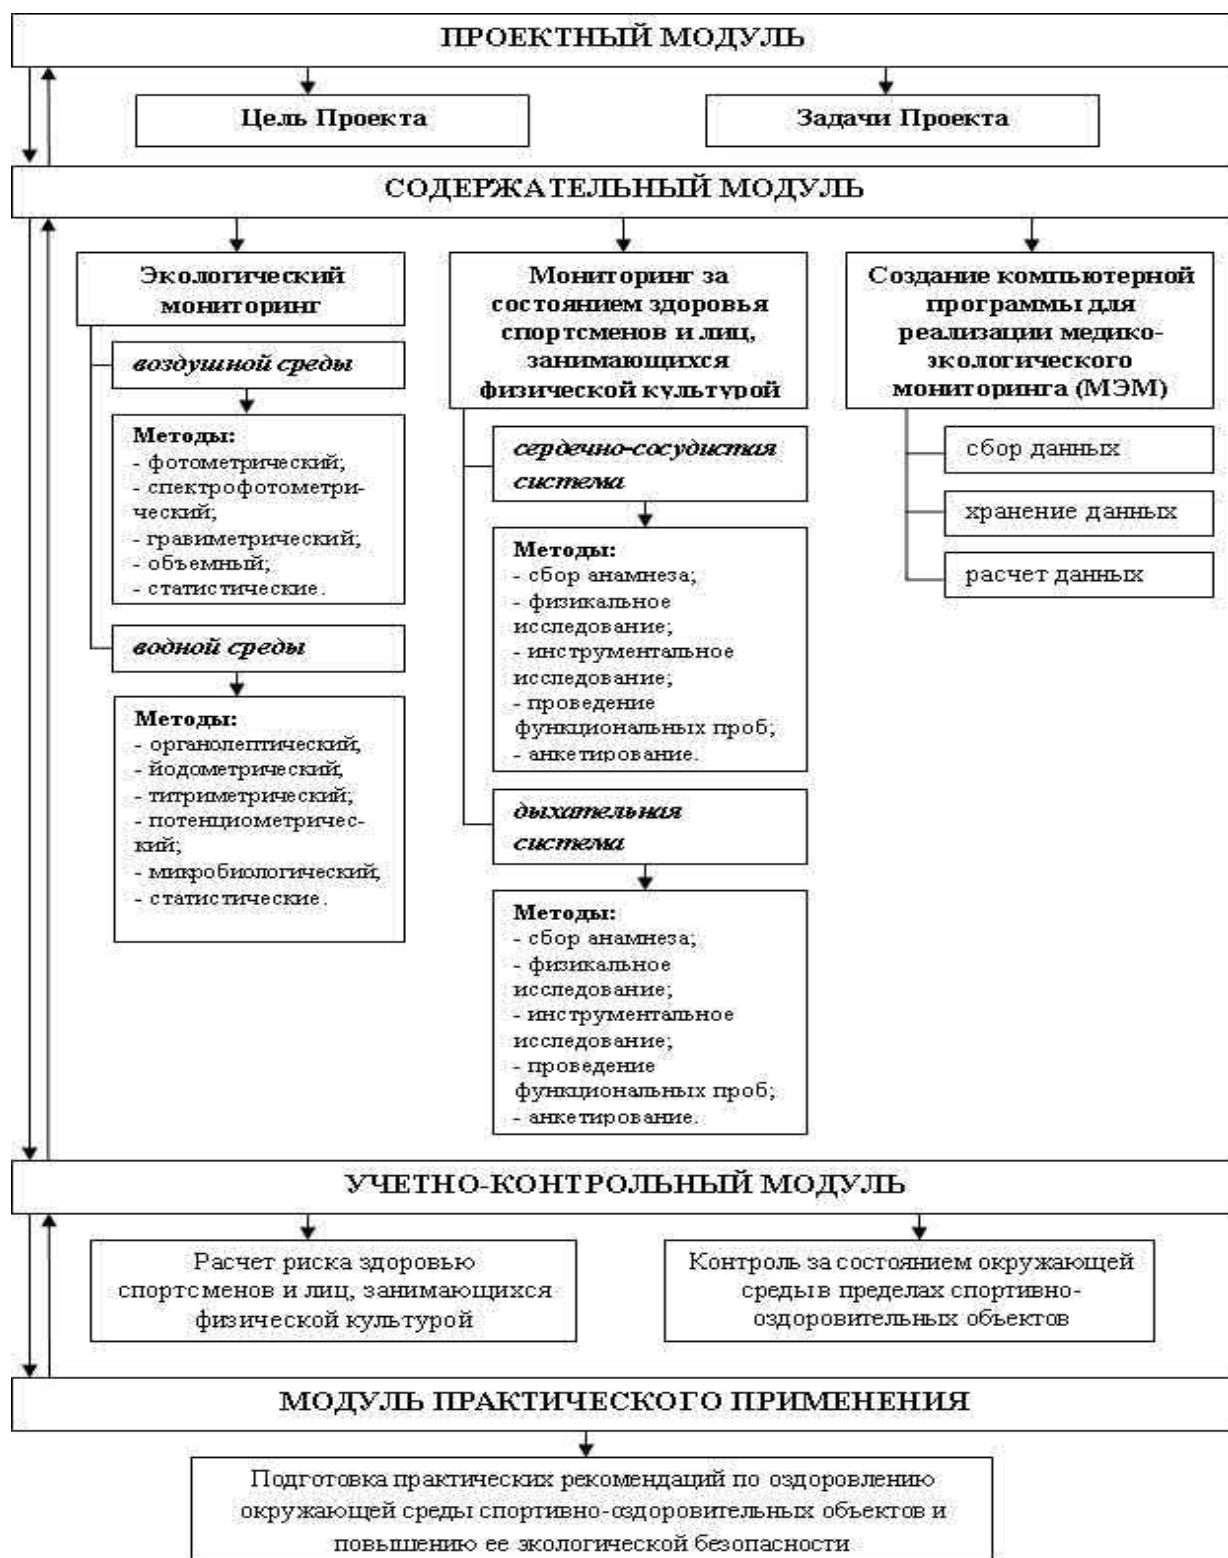 ПРОЕКТНЫЙ МОДУЛЬ
Цель Проекта
Задачи Проекта
СОДЕРЖАТЕЛЬНЫЙ МОДУЛЬ
Экологический
мониторинг
воздушной среды
Методы:
- фотометрический;
- спектрофотометри-
ческий;
- гравиметрический;
- объемный;
- статистические.
водной среды
Методы:
- органолептический;
- йодометрический;
- титриметрический;
- потенциометричес-
кий;
- микробиологический;
- статистические.
Мониторинг за
состоянием здоровья
спортсменов и лиц,
занимающихся
физической культурой
сердечно-сосудистая
система
Методы:
- сбор анамнеза;
- физикальное
исследование;
- инструментальное
исследование;
- проведение
функциональных проб;
- анкетирование.
дыхательная
система
Методы:
- сбор анамнеза;
- физикальное
исследование;
- инструментальное
исследование;
- проведение
функциональных проб;
- анкетирование.
Создание компьютерной
программы для
реализации медико-
экологического
мониторинга (МЭМ)
сбор данных
хранение данных
расчет данных
УЧЕТНО-КОНТРОЛЬНЫЙ МОДУЛЬ
Расчет риска здоровью
спортсменов и лиц, занимающихся
физической культурой
Контроль за состоянием окружающей
среды в пределах спортивно-
оздоровительных объектов
МОДУЛЬ ПРАКТИЧЕСКОГО ПРИМЕНЕНИЯ
Подготовка практических рекомендаций по оздоровлению
окружающей среды спортивно-оздоровительных объектов и
повышению ее экологической безопасности